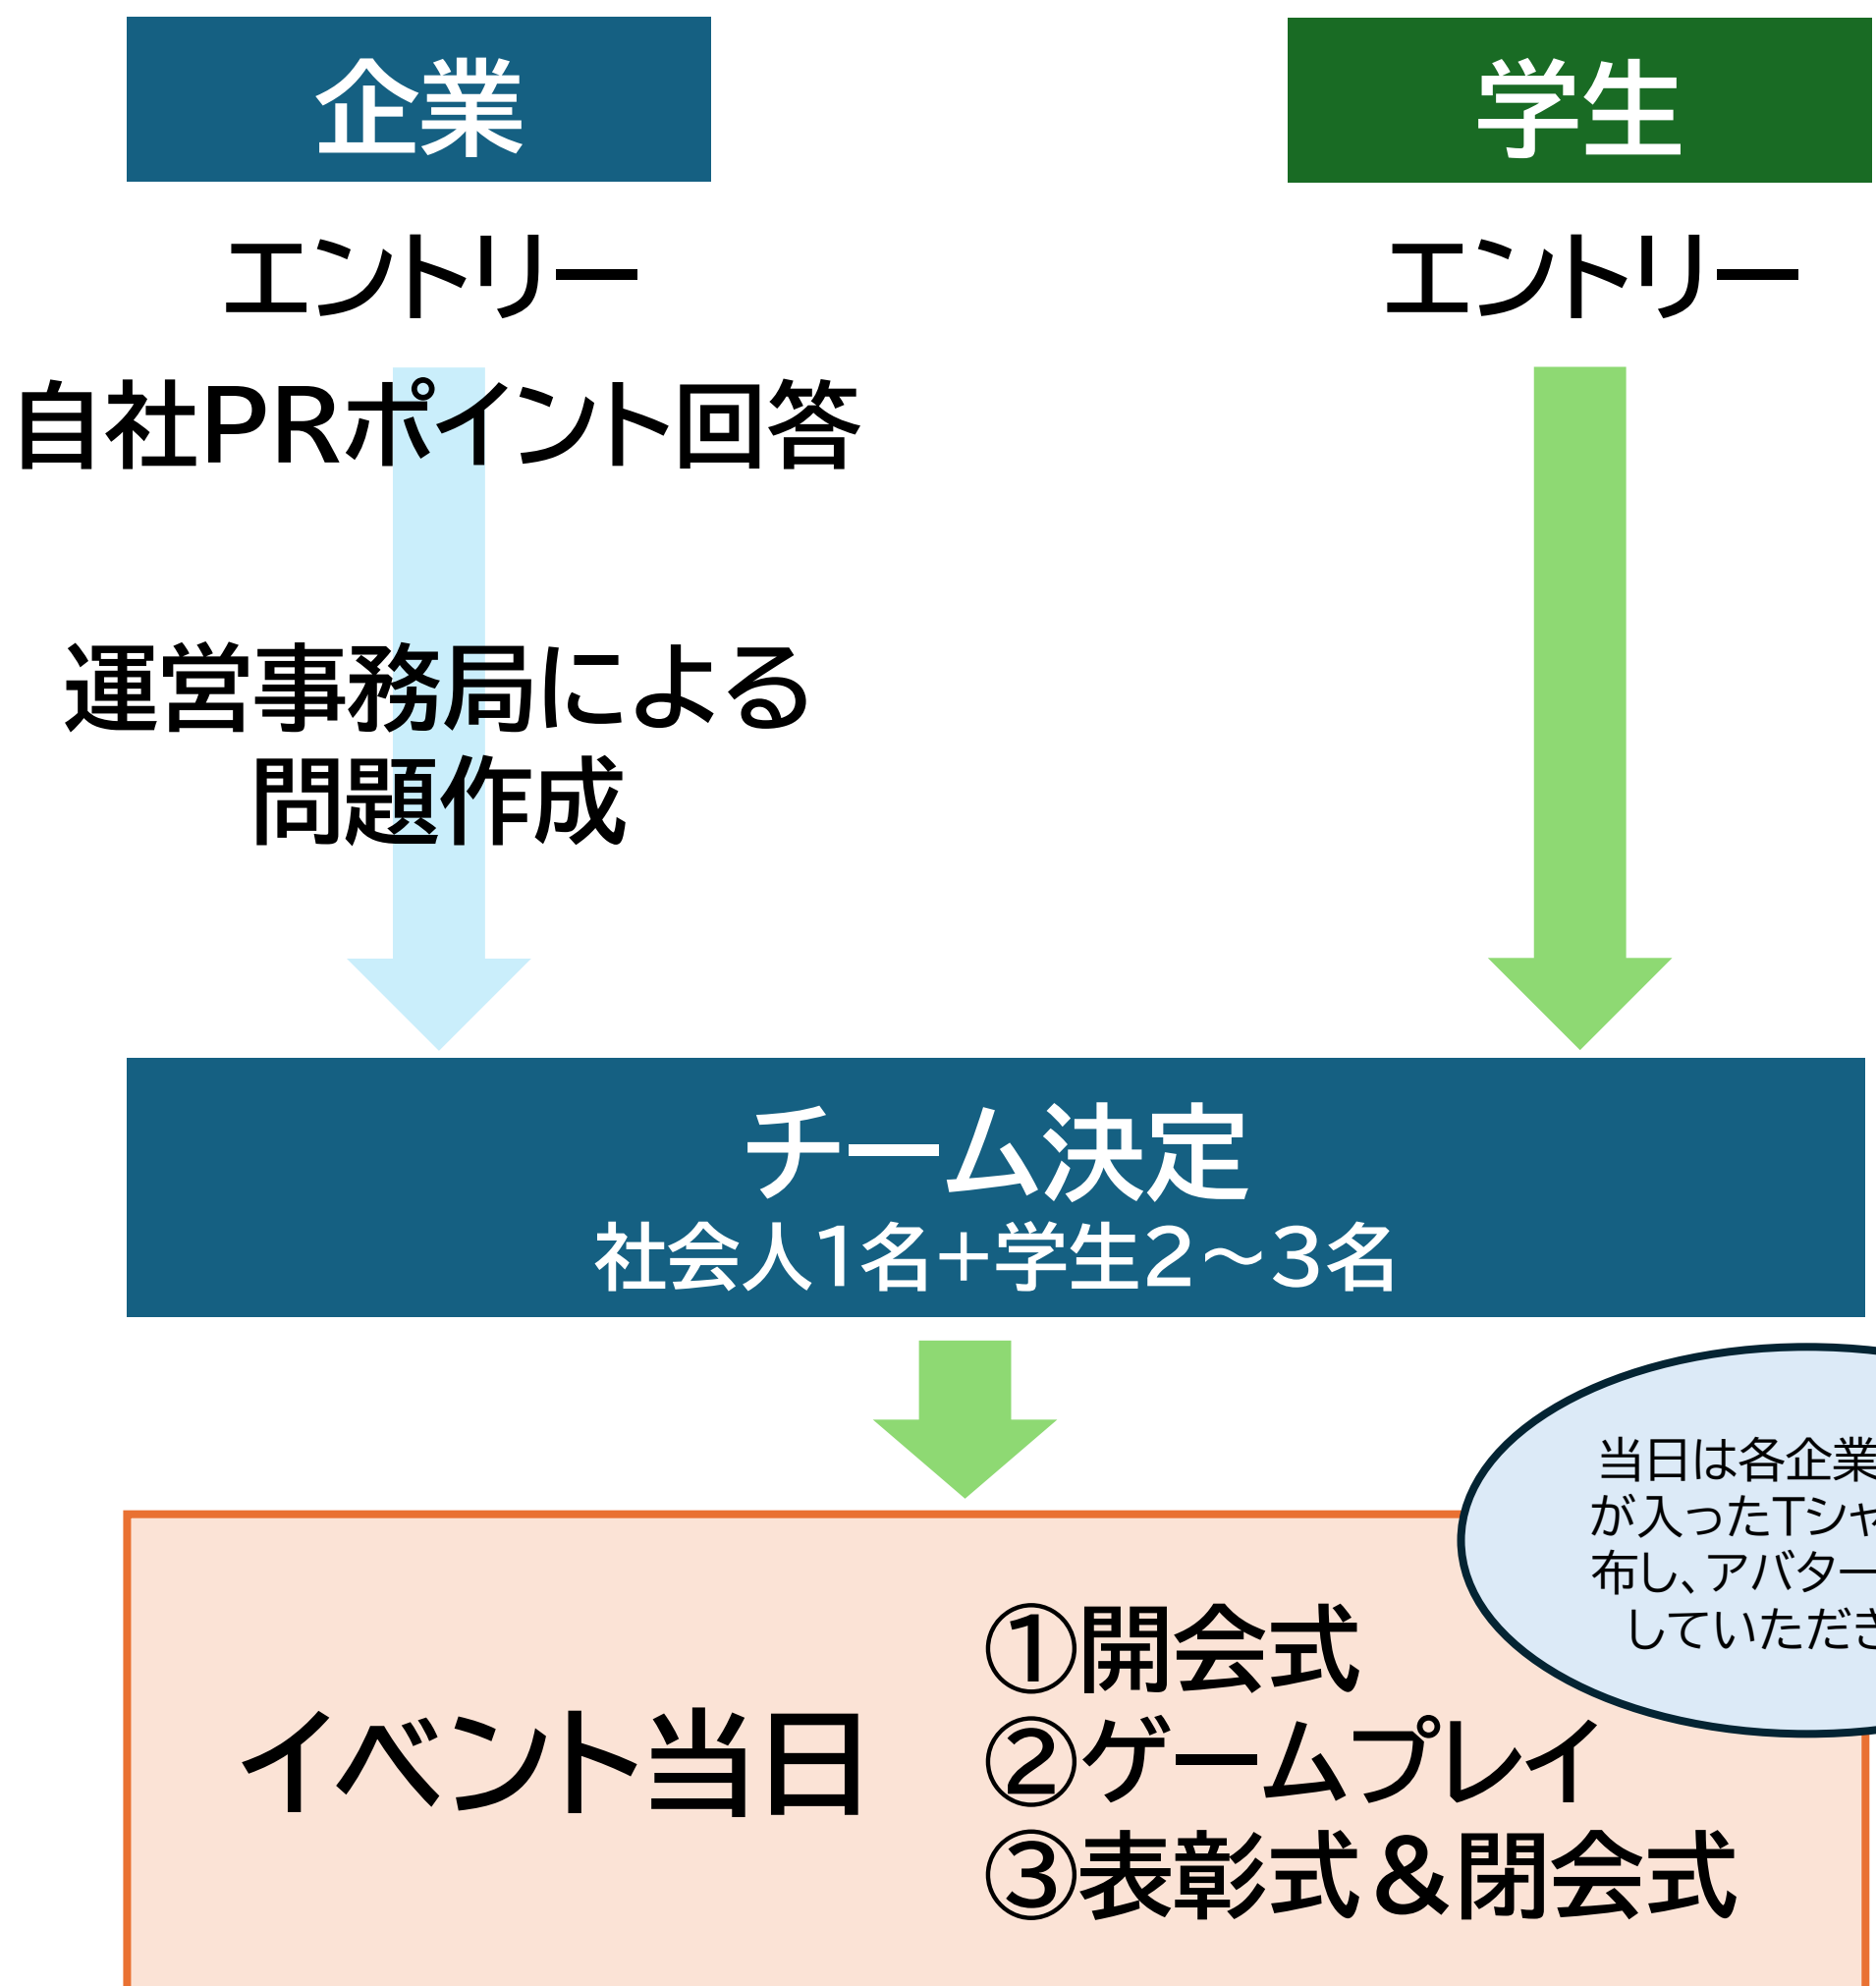 企業
学生
エントリー
エントリー
自社PRポイント回答
運営事務局による
問題作成
チーム決定
社会人1名+学生2～3名
当日は各企業
が入ったTシャ
布し、アバター
していただき
イベント当日
①開会式
②ゲームプレイ
③表彰式＆閉会式